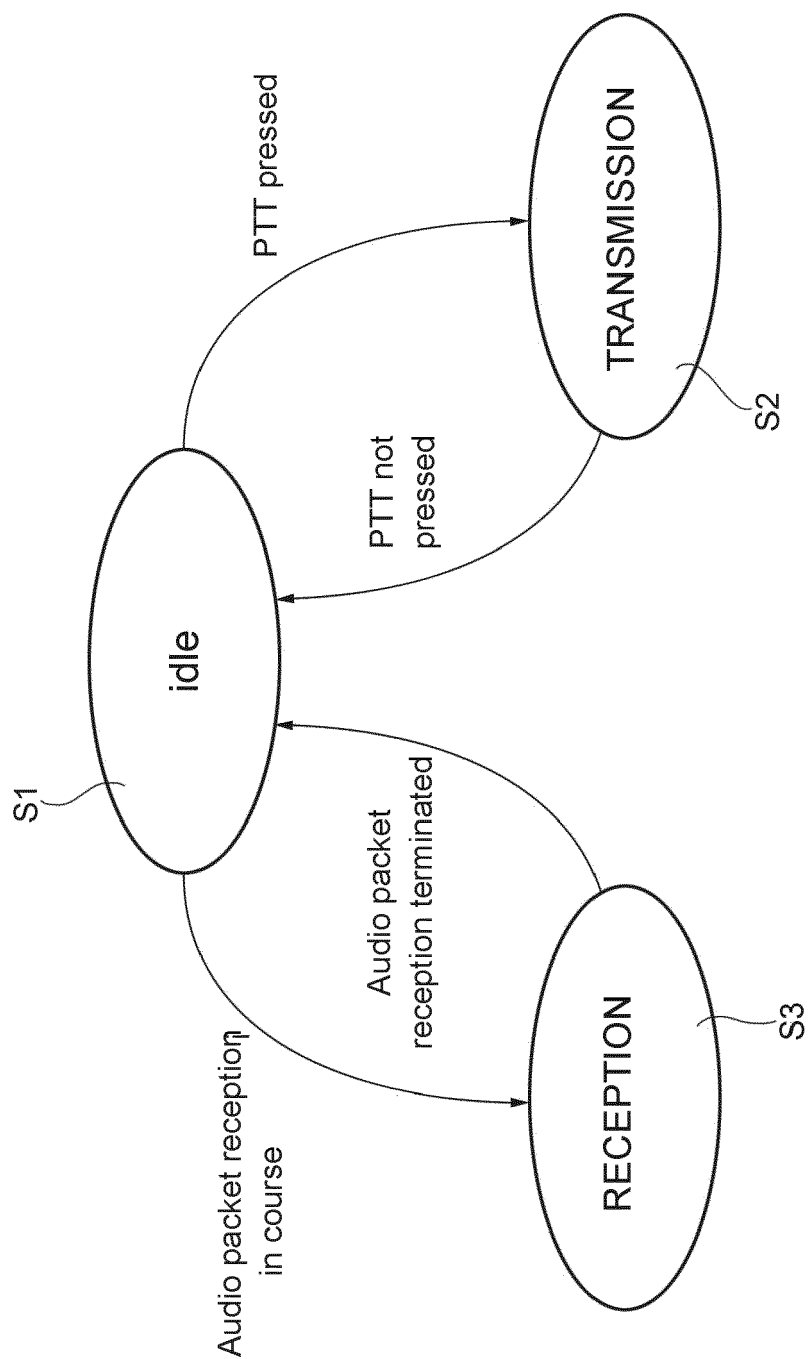 S1
idle
Audio packet reception
in course
PTT pressed
Audio packet
reception terminated
PTT not
pressed
RECEPTION
TRANSMISSION
S3
S2